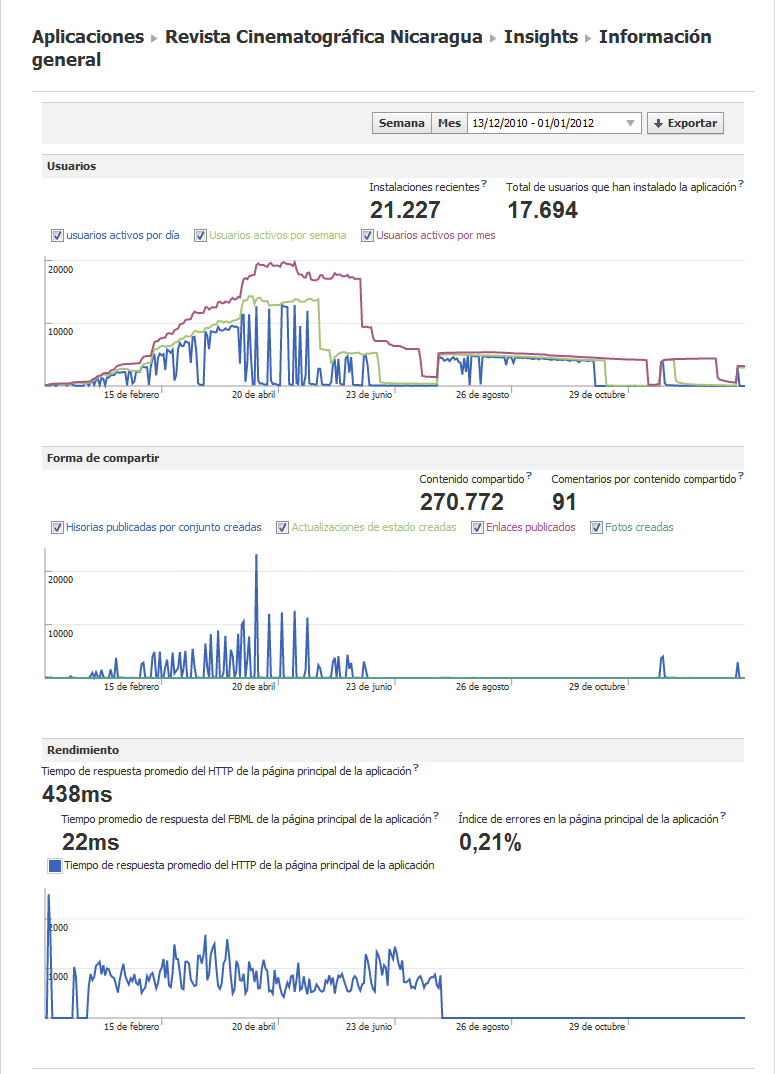 Aplicaciones ▸ Revista Cinematográfica Nicaragua ▸ Insights ▸ Información
general
Semana Mes 13/12/2010 - 01/01/2012 Exportar
Usuarios
Instalaciones recientes ? Total de usuarios que han instalado la aplicación ?
21.227 17.694
usuarios activos por día Usuarios activos por semana Usuarios activos por mes
20000
10000
15 de febrero 20 de abril 23 de junio 26 de agosto 29 de octubre
Forma de compartir
Contenido compartido ? Comentarios por contenido compartido ?
270.772 91
Hisorias publicadas por conjunto creadas Actualizaciones de estado creadas Enlaces publicados Fotos creadas
20000
10000
15 de febrero 20 de abril 23 de junio 26 de agosto 29 de octubre
Rendimiento
Tiempo de respuesta promedio del HTTP de la página principal de la aplicación ?
438ms
Tiempo promedio de respuesta del FBML de la página principal de la aplicación ? Índice de errores en la página principal de la aplicación ?
22ms 0,21%
Tiempo de respuesta promedio del HTTP de la página principal de la aplicación
2000
1000
15 de febrero 20 de abril 23 de junio 26 de agosto 29 de octubre